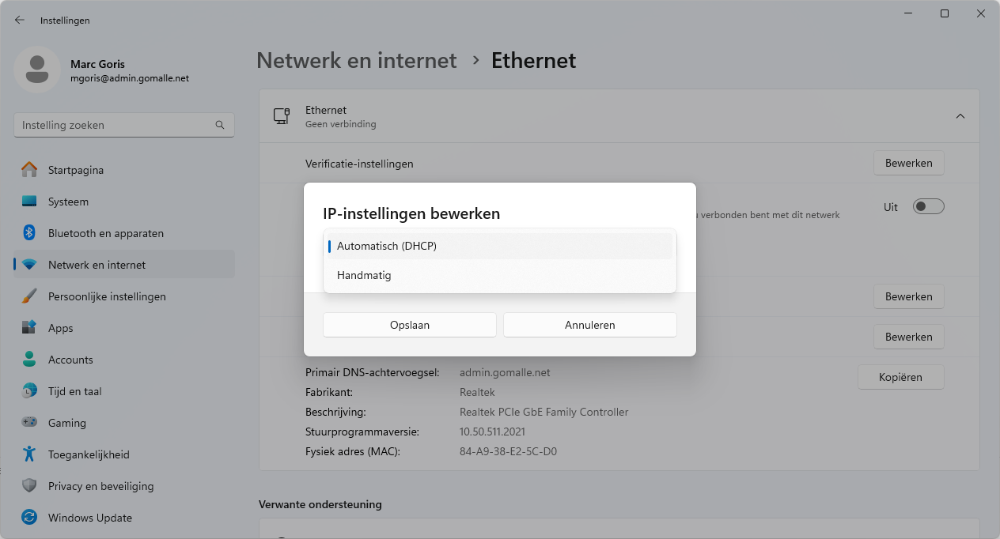 Instellingen
Marc Goris
mgoris@admin.gomalle.net
Instelling zoeken
Startpagina
Systeem
Bluetooth en apparaten
Netwerk en internet
Persoonlijke instellingen
Apps
Accounts
Tijd en taal
Gaming
Toegankelijkheid
Privacy en beveiliging
Windows Update
Netwerk en internet > Ethernet
Ethernet
Geen verbinding
Verificatie-instellingen
Bewerken
verbonden bent met dit netwerk
Uit
IP-instellingen bewerken
Automatisch (DHCP)
Handmatig
Opslaan
Annuleren
Bewerken
Bewerken
Primair DNS-achtervoegsel: admin.gomalle.net
Kopiëren
Fabrikant: Realtek
Beschrijving: Realtek PCIe GbE Family Controller
Stuurprogrammaversie: 10.50.511.2021
Fysiek adres (MAC): 84-A9-38-E2-5C-D0
Verwante ondersteuning